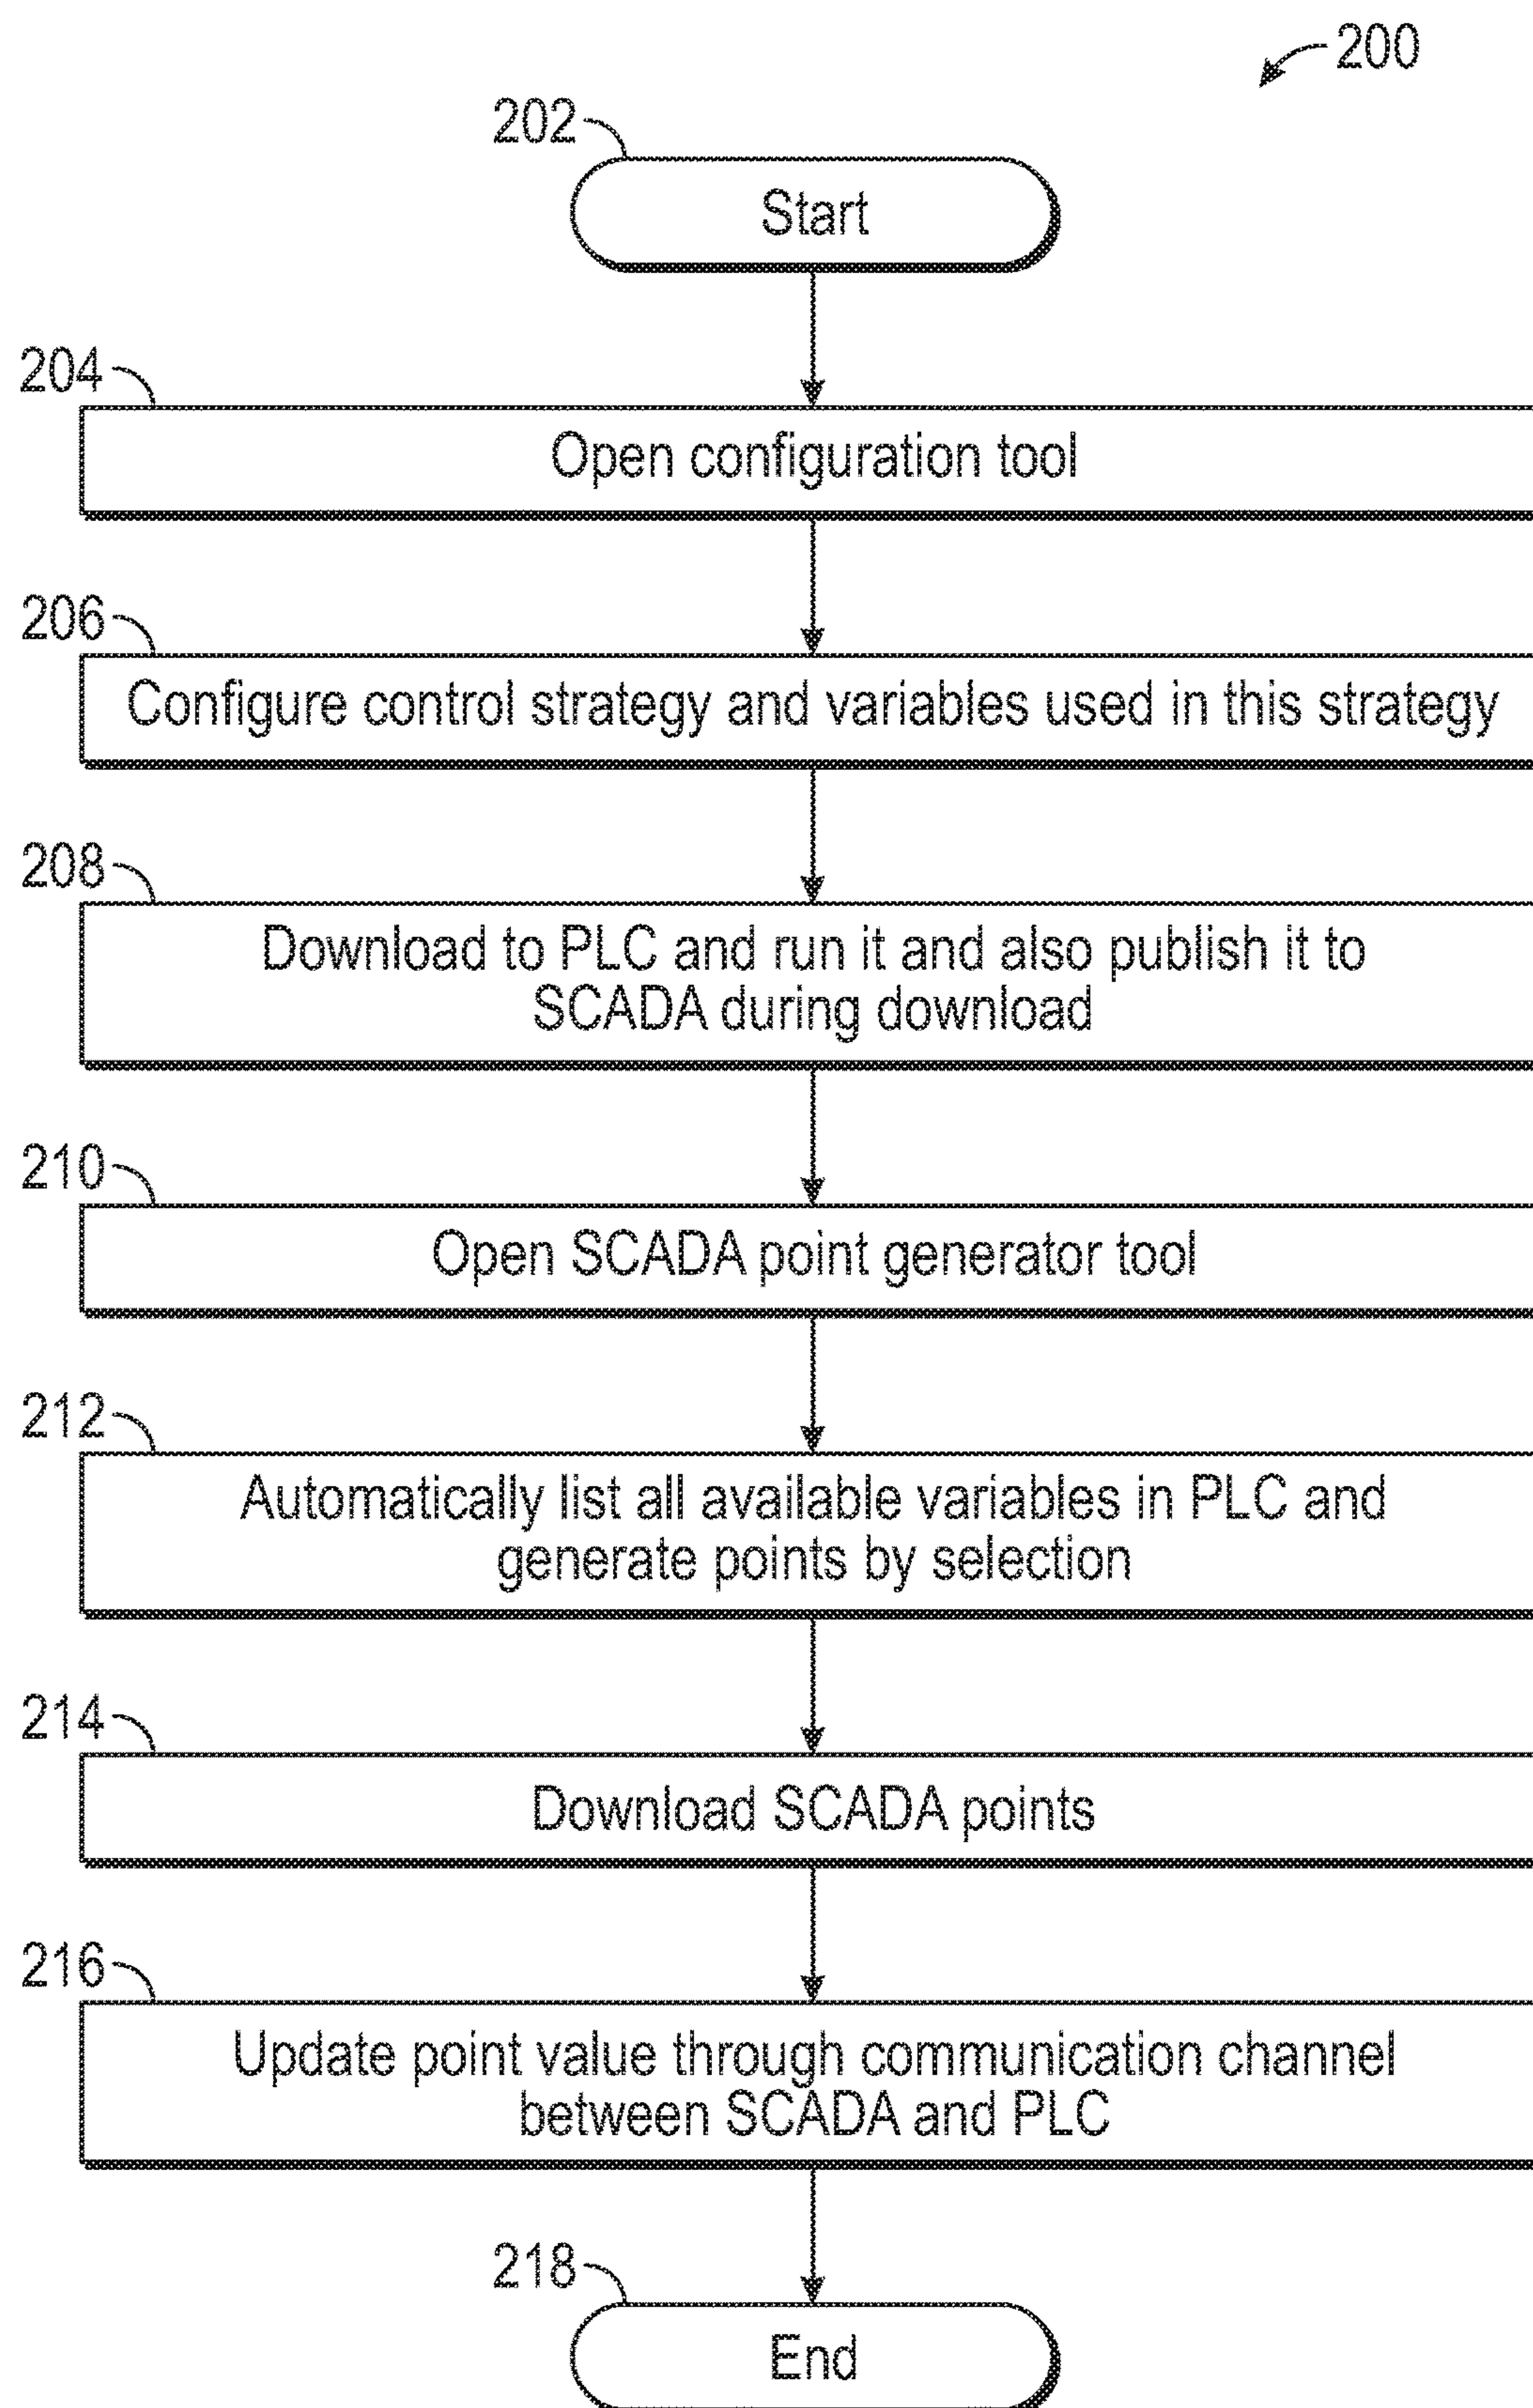 200
202
Start
204
Open configuration tool
206
Configure control strategy and variables used in this strategy
208
Download to PLC and run it and also publish it to
SCADA during download
210
Open SCADA point generator tool
212
Automatically list all available variables in PLC and
generate points by selection
214
Download SCADA points
216
Update point value through communication channel
between SCADA and PLC
218
End